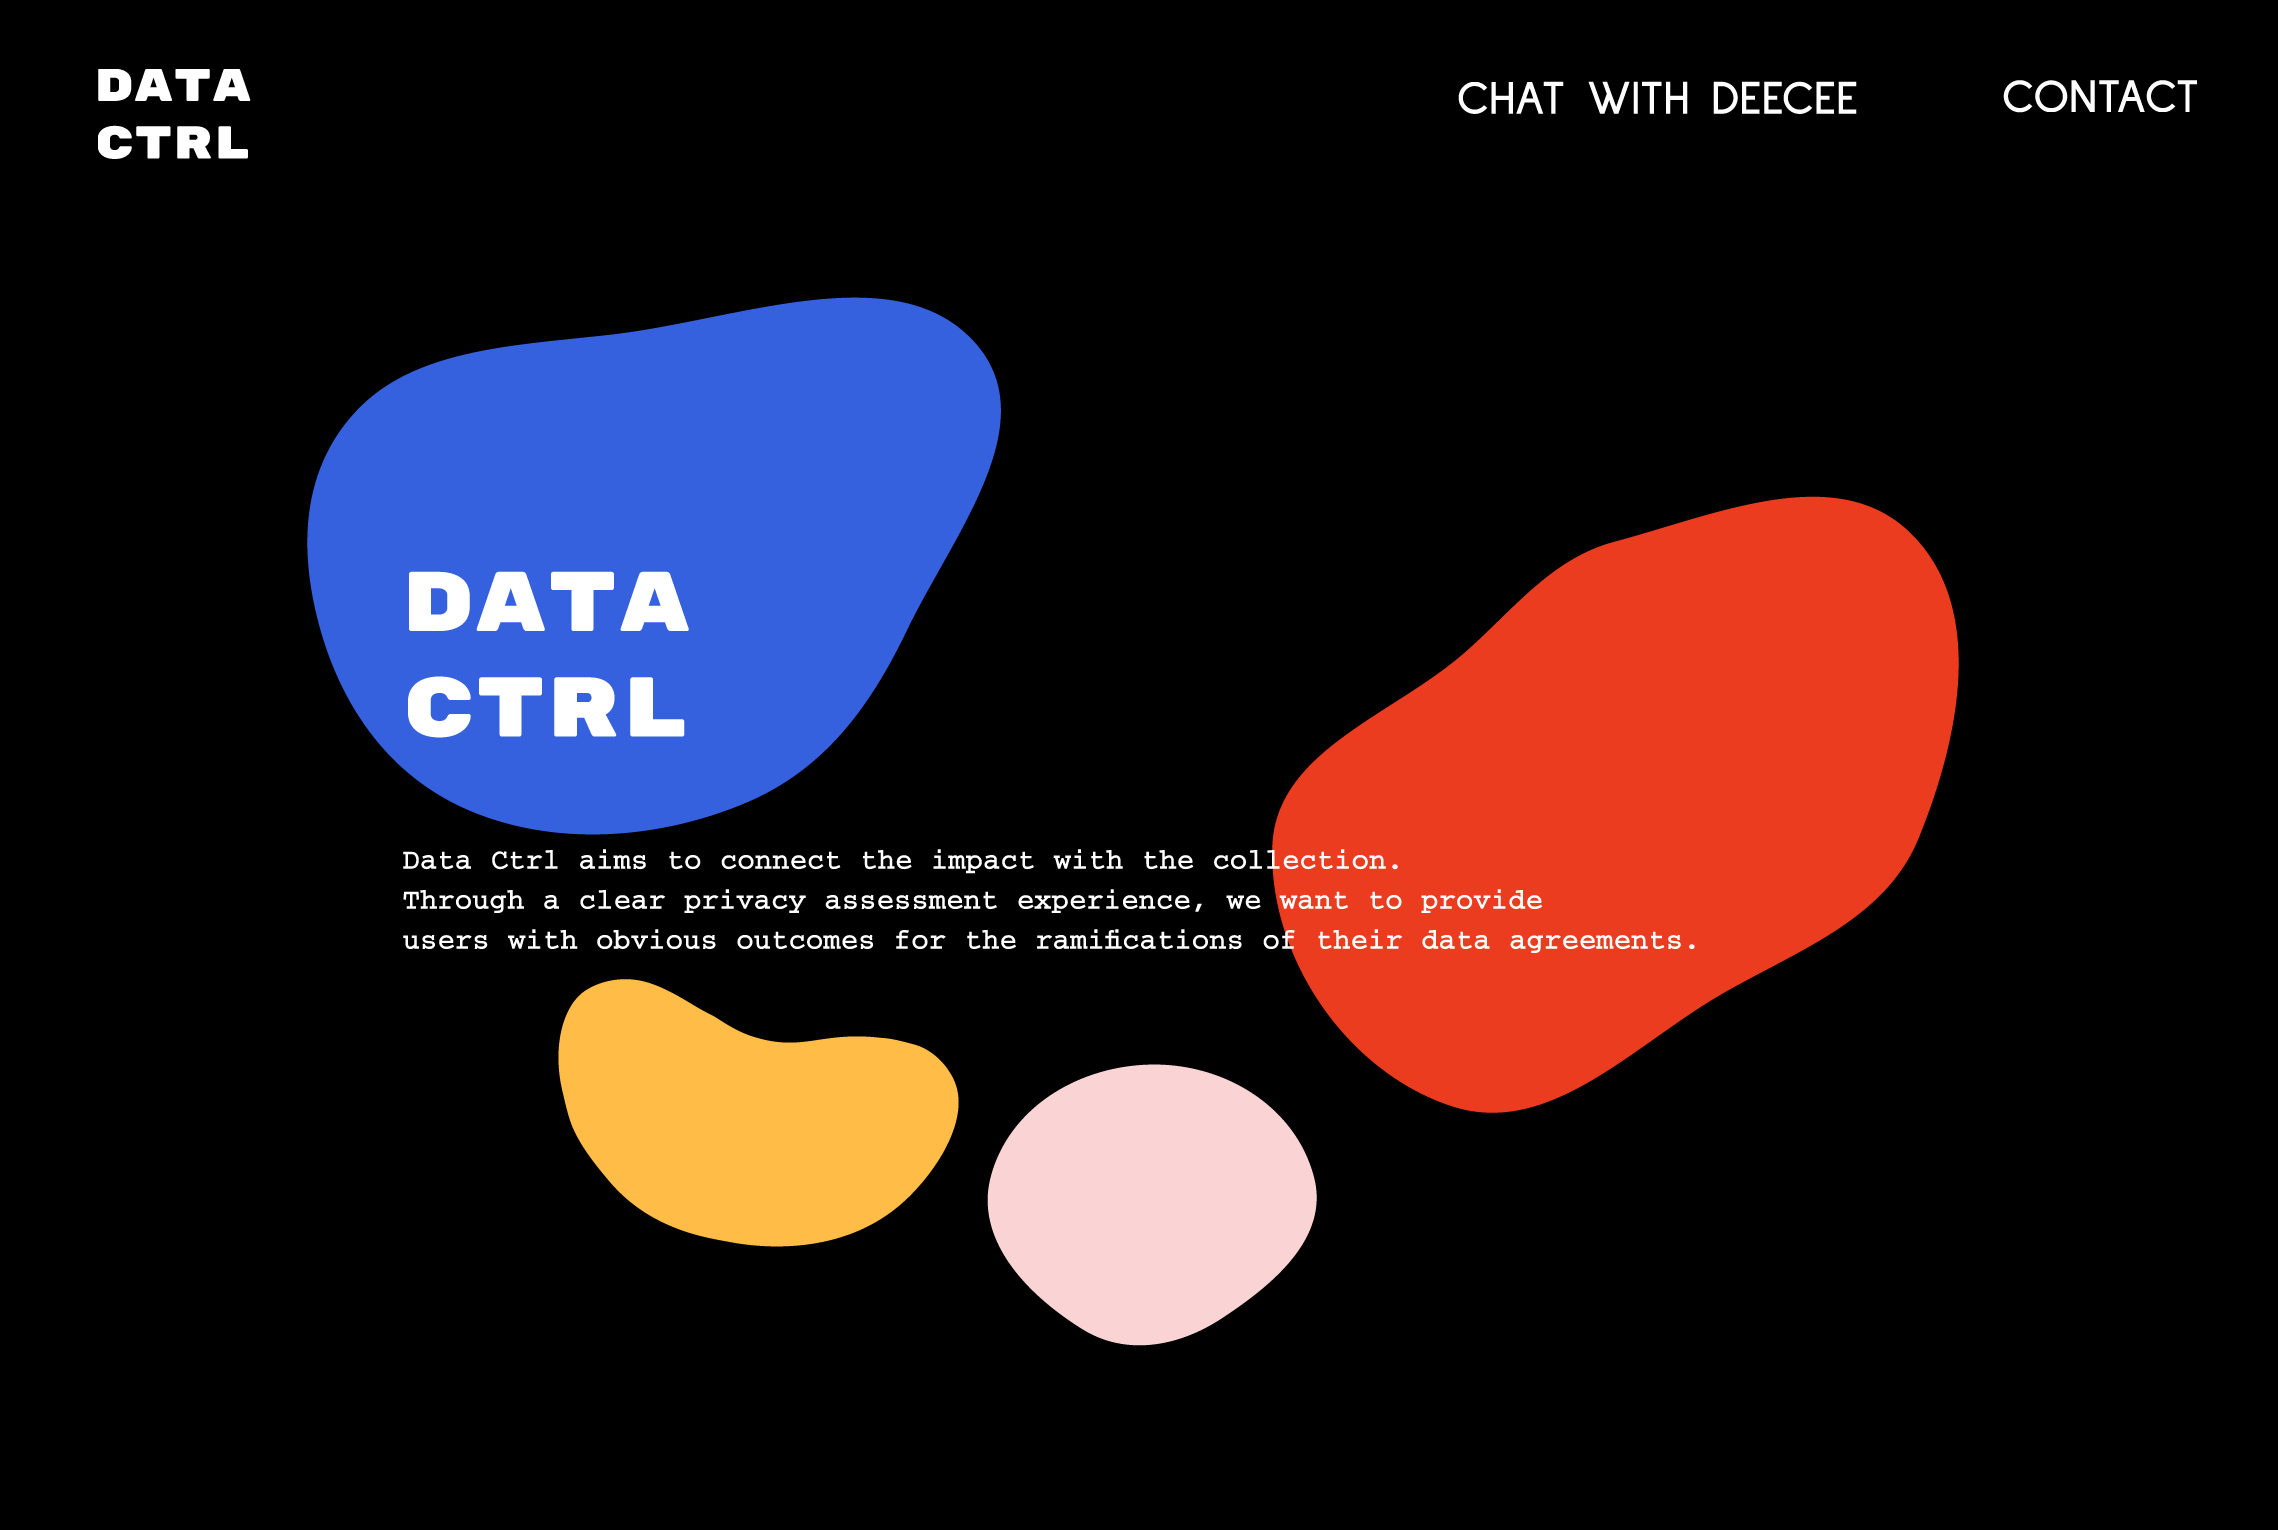 DATA
CTRL
CHAT WITH DEECEE
CONTACT
DATA
CTRL
Data Ctrl aims to connect the impact with the collection.
Through a clear privacy assessment experience, we want to provide
users with obvious outcomes for the ramifications of their data agreements.